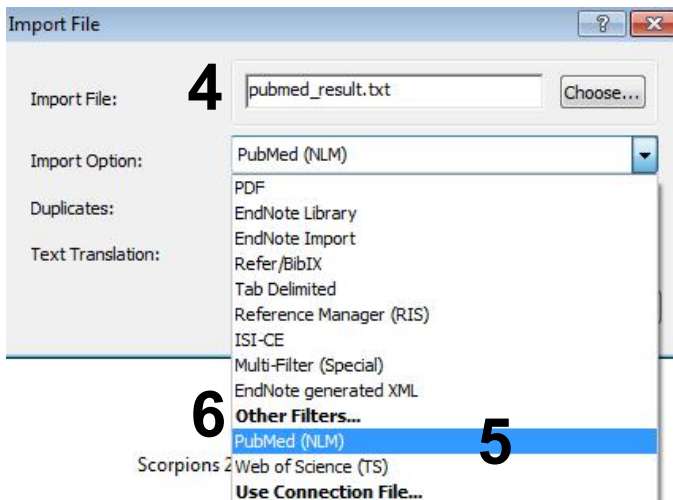 Import File
Import File: 4 pubmed_result.txt Choose...
Import Option: PubMed (NLM)
PDF
Duplicates: EndNote Library
EndNote Import
Text Translation: Refer/BibIX
Tab Delimited
Reference Manager (RIS)
ISI-CE
Multi-Filter (Special)
EndNote generated XML
6 Other Filters...
PubMed (NLM) 5
Scorpions 2 Web of Science (TS)
Use Connection File...